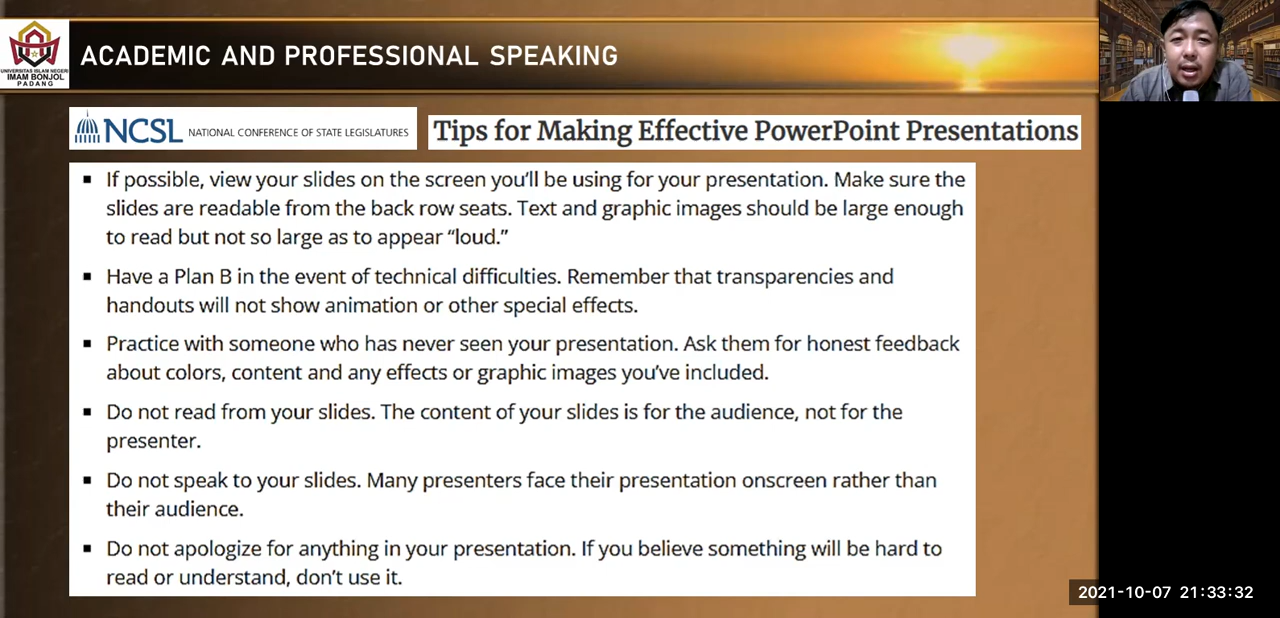 UNIVERSITAS ISLAM NEGERI
IMAM BONJOL
PADANG
ACADEMIC AND PROFESSIONAL SPEAKING
NCSL NATIONAL CONFERENCE OF STATE LEGISLATURES
Tips for Making Effective PowerPoint Presentations
▪ If possible, view your slides on the screen you’ll be using for your presentation. Make sure the
slides are readable from the back row seats. Text and graphic images should be large enough
to read but not so large as to appear “loud.”
▪ Have a Plan B in the event of technical difficulties. Remember that transparencies and
handouts will not show animation or other special effects.
▪ Practice with someone who has never seen your presentation. Ask them for honest feedback
about colors, content and any effects or graphic images you’ve included.
▪ Do not read from your slides. The content of your slides is for the audience, not for the
presenter.
▪ Do not speak to your slides. Many presenters face their presentation onscreen rather than
their audience.
▪ Do not apologize for anything in your presentation. If you believe something will be hard to
read or understand, don’t use it.
2021-10-07 21:33:32